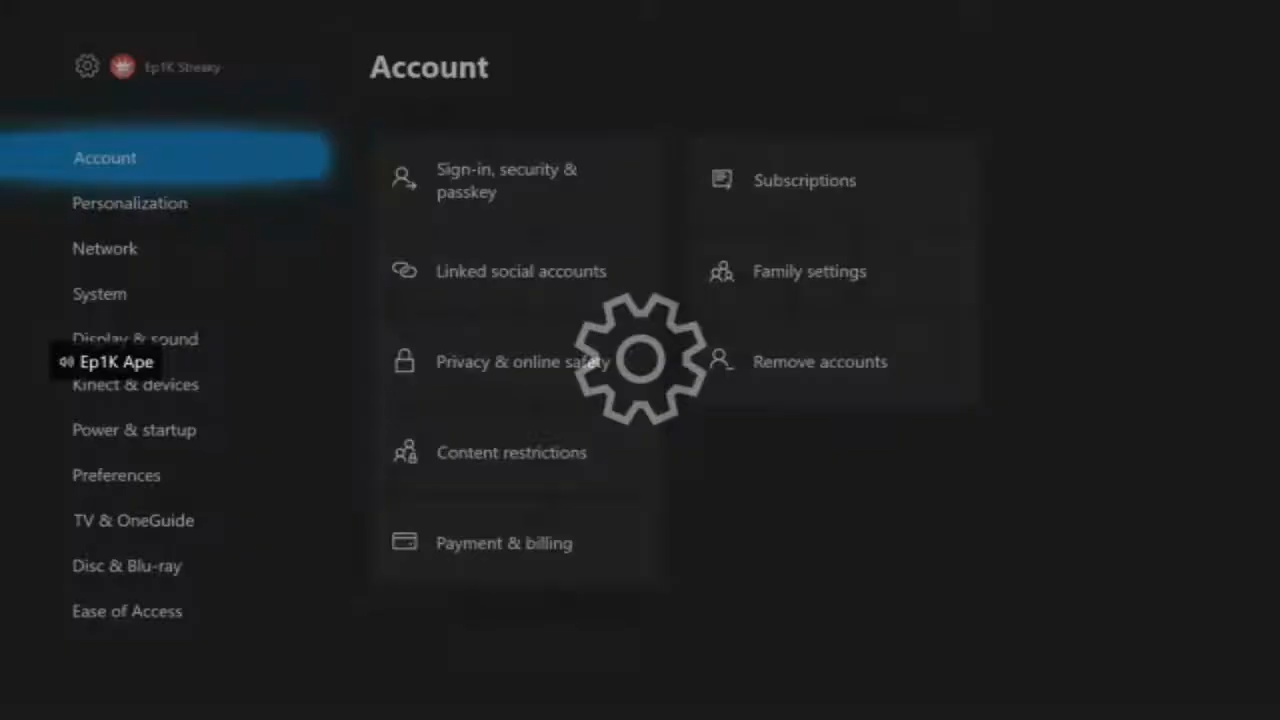 Ep1K Streaky
Account
Account
Personalization
Network
System
Display & sound
Ep1K Ape
Kinect & devices
Power & startup
Preferences
TV & OneGuide
Disc & Blu-ray
Ease of Access
Sign-in, security &
passkey
Linked social accounts
Privacy & online safety
Content restrictions
Payment & billing
Subscriptions
Family settings
Remove accounts